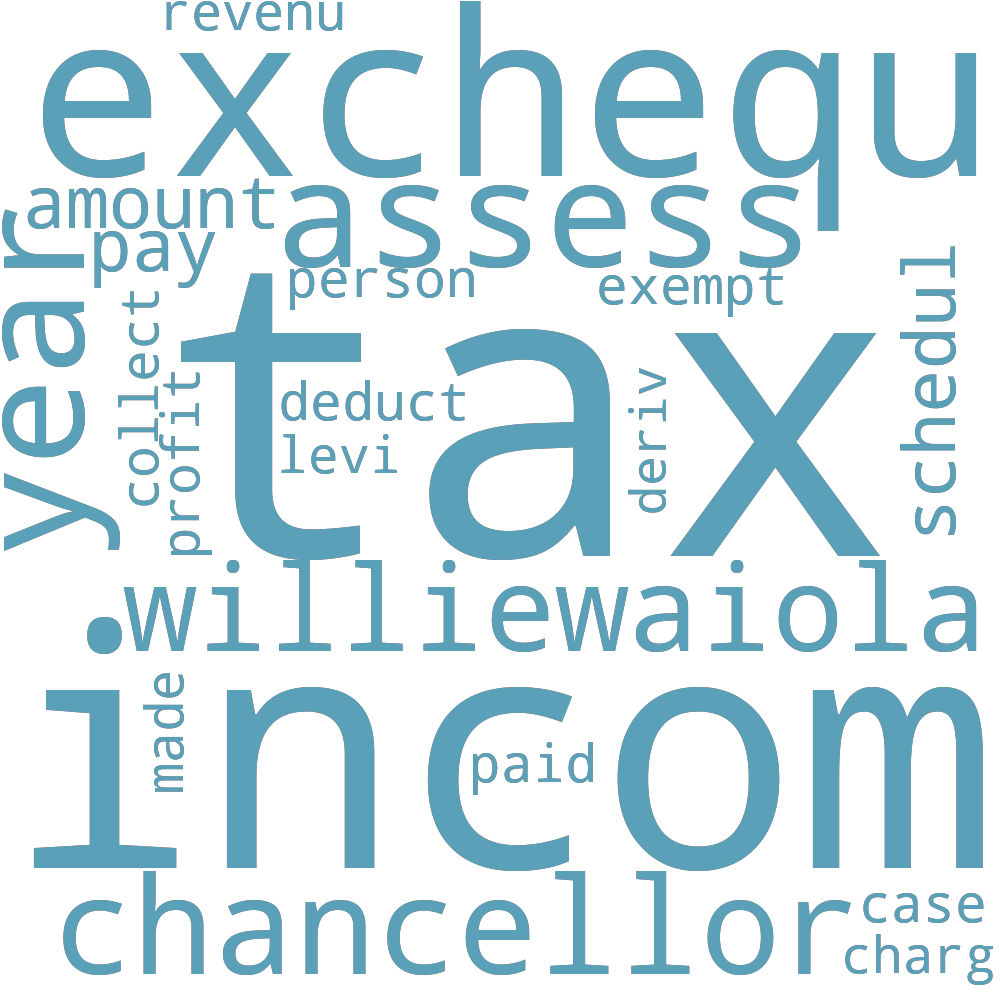 revenu
exchequ
amount
assess
pay
year
person
exempt
schedul
collect
tax
profit
deduct
deriv
levi
williewaiola
incom
made
paid
chancellor
case
charg